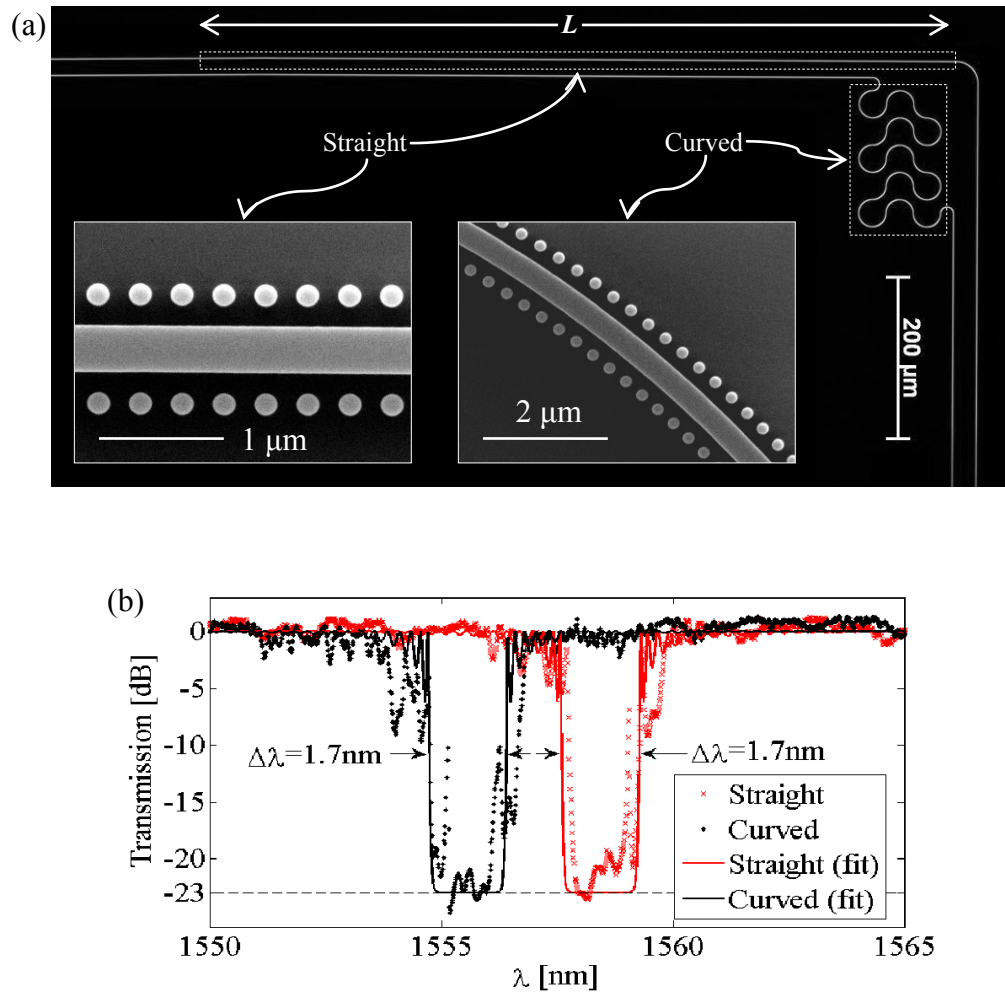 (a)
L
Straight
Curved
1 μm
2 μm
200 μm
(b)
Transmission [dB]
0
-5
-10
-15
-20
-23
Δλ=1.7nm
Δλ=1.7nm
Straight
Curved
Straight (fit)
Curved (fit)
1550
1555
1560
1565
λ [nm]